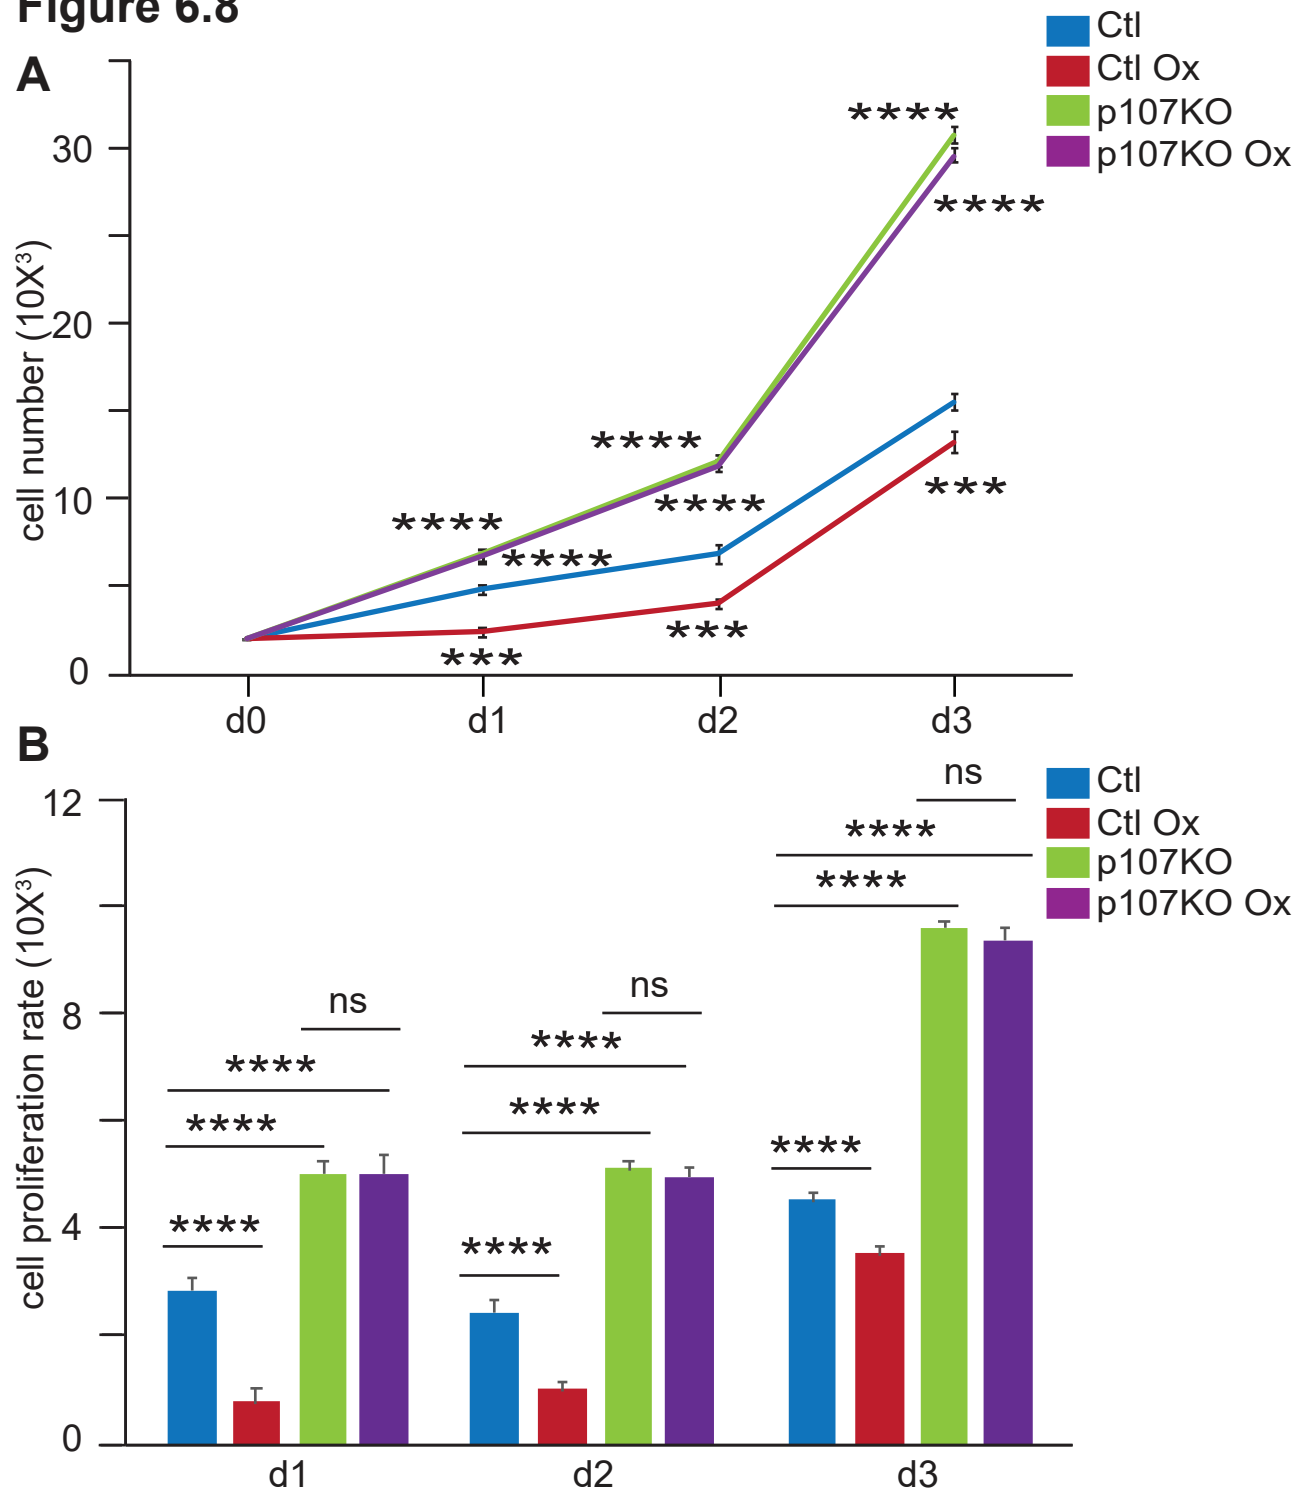 Figure 6.8
A
Ctl
Ctl Ox
p107KO
p107KO Ox
cell number (10X³)
30
20
10
0
****
****
****
****
****
****
***
***
***
d0 d1 d2 d3
B
Ctl
Ctl Ox
p107KO
p107KO Ox
cell proliferation rate (10X³)
12
8
4
0
ns
****
****
****
ns
****
****
****
ns
****
****
****
d1 d2 d3